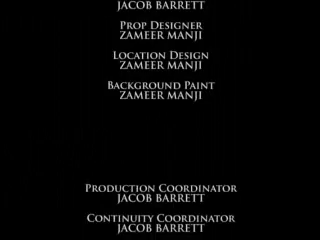 JACOB BARRETT
PROP DESIGNER
ZAMEER MANJI
LOCATION DESIGN
ZAMEER MANJI
BACKGROUND PAINT
ZAMEER MANJI
PRODUCTION COORDINATOR
JACOB BARRETT
CONTINUITY COORDINATOR
JACOB BARRETT